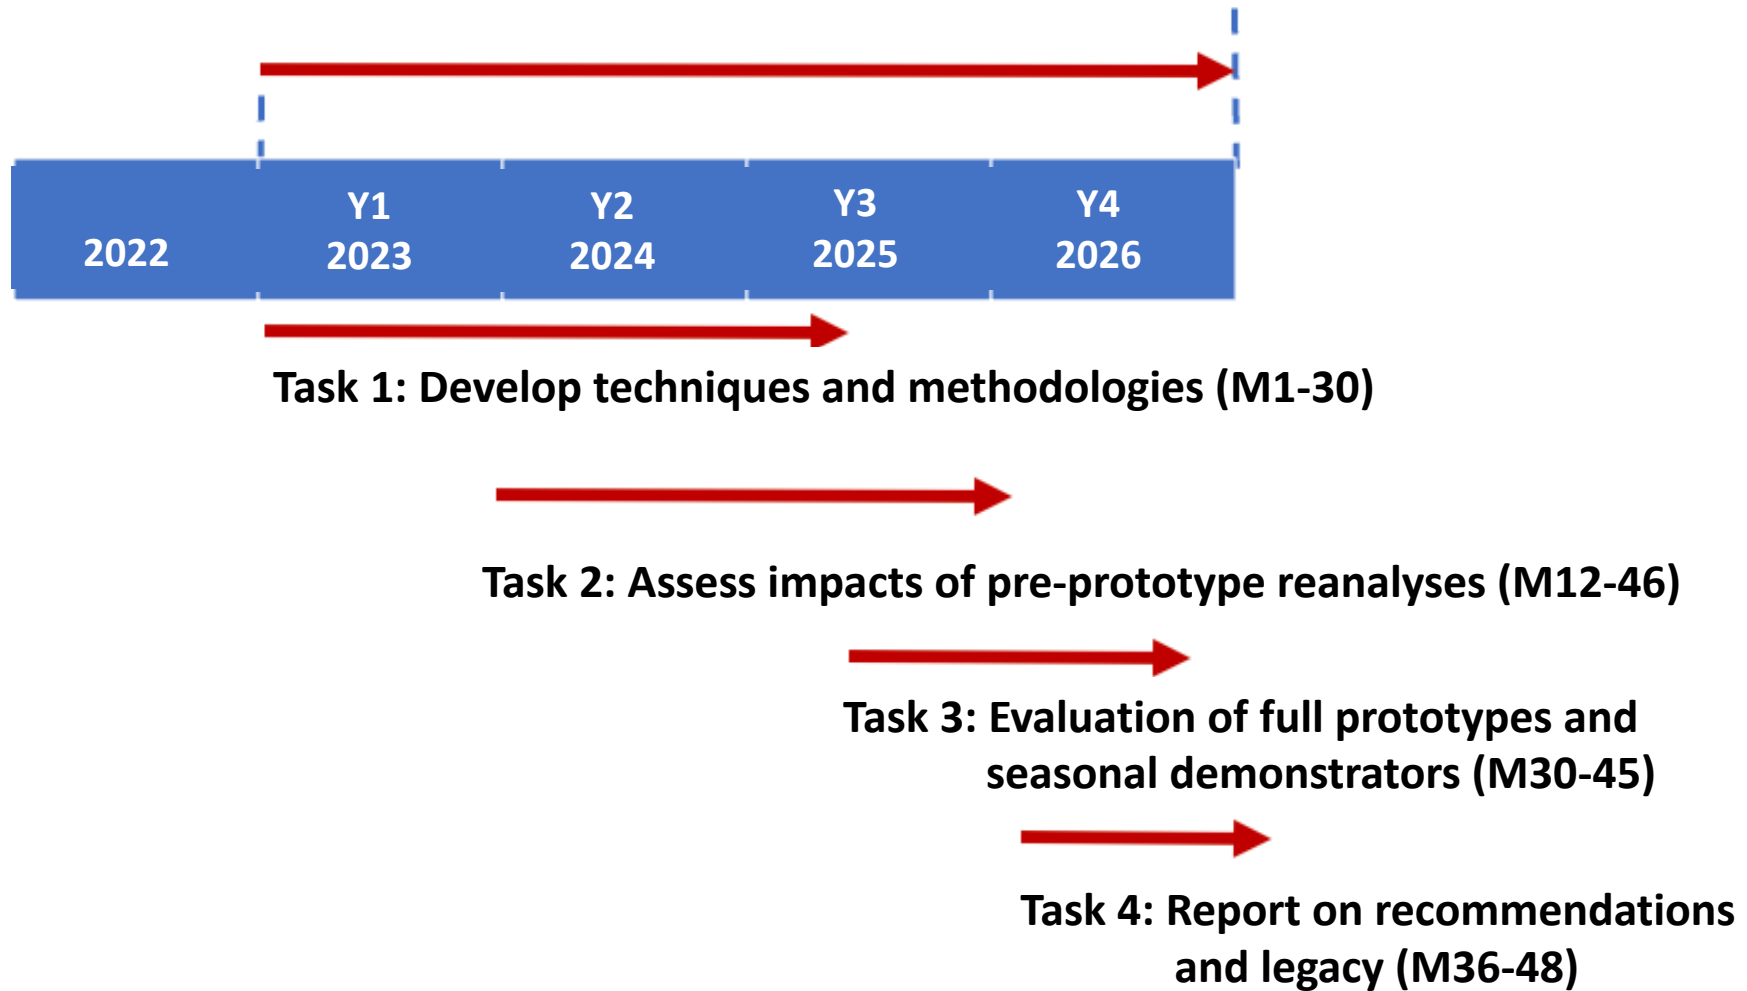 2022
Y1
2023
Y2
2024
Y3
2025
Y4
2026
Task 1: Develop techniques and methodologies (M1-30)
Task 2: Assess impacts of pre-prototype reanalyses (M12-46)
Task 3: Evaluation of full prototypes and
seasonal demonstrators (M30-45)
Task 4: Report on recommendations
and legacy (M36-48)